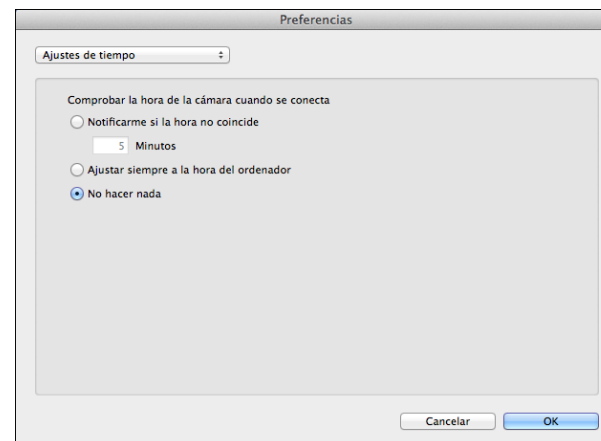 Preferencias
Ajustes de tiempo
Comprobar la hora de la cámara cuando se conecta
Notificarme si la hora no coincide
5 Minutos
Ajustar siempre a la hora del ordenador
No hacer nada
Cancelar OK